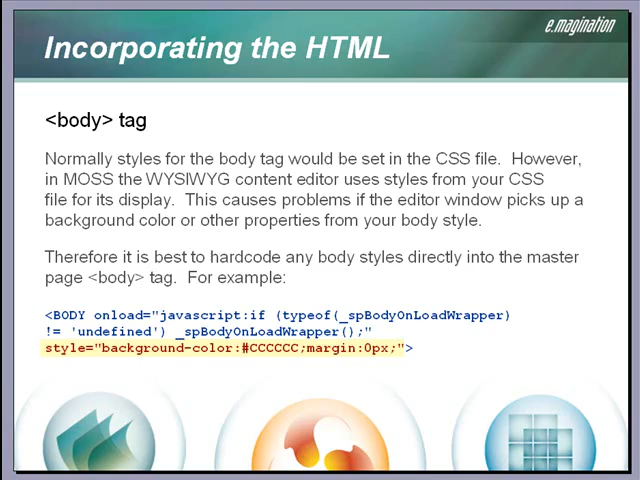 e.magination
Incorporating the HTML
<body> tag
Normally styles for the body tag would be set in the CSS file.  However,
in MOSS the WYSIWYG content editor uses styles from your CSS
file for its display.  This causes problems if the editor window picks up a
background color or other properties from your body style.
Therefore it is best to hardcode any body styles directly into the master
page <body> tag.  For example:
<BODY onload="javascript:if (typeof(_spBodyOnLoadWrapper)
!= 'undefined') _spBodyOnLoadWrapper();"
style="background-color:#CCCCCC;margin:0px;">